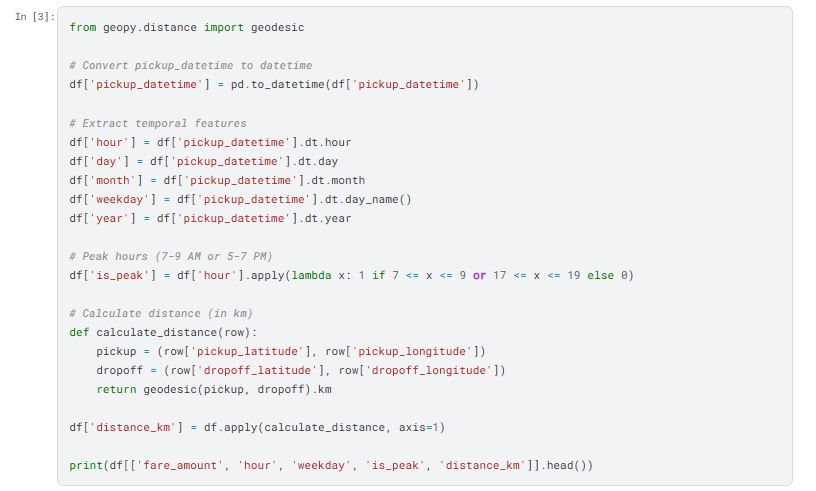 In [3]:
from geopy.distance import geodesic

# Convert pickup_datetime to datetime
df['pickup_datetime'] = pd.to_datetime(df['pickup_datetime'])

# Extract temporal features
df['hour'] = df['pickup_datetime'].dt.hour
df['day'] = df['pickup_datetime'].dt.day
df['month'] = df['pickup_datetime'].dt.month
df['weekday'] = df['pickup_datetime'].dt.day_name()
df['year'] = df['pickup_datetime'].dt.year

# Peak hours (7-9 AM or 5-7 PM)
df['is_peak'] = df['hour'].apply(lambda x: 1 if 7 <= x <= 9 or 17 <= x <= 19 else 0)

# Calculate distance (in km)
def calculate_distance(row):
    pickup = (row['pickup_latitude'], row['pickup_longitude'])
    dropoff = (row['dropoff_latitude'], row['dropoff_longitude'])
    return geodesic(pickup, dropoff).km

df['distance_km'] = df.apply(calculate_distance, axis=1)

print(df[['fare_amount', 'hour', 'weekday', 'is_peak', 'distance_km']].head())